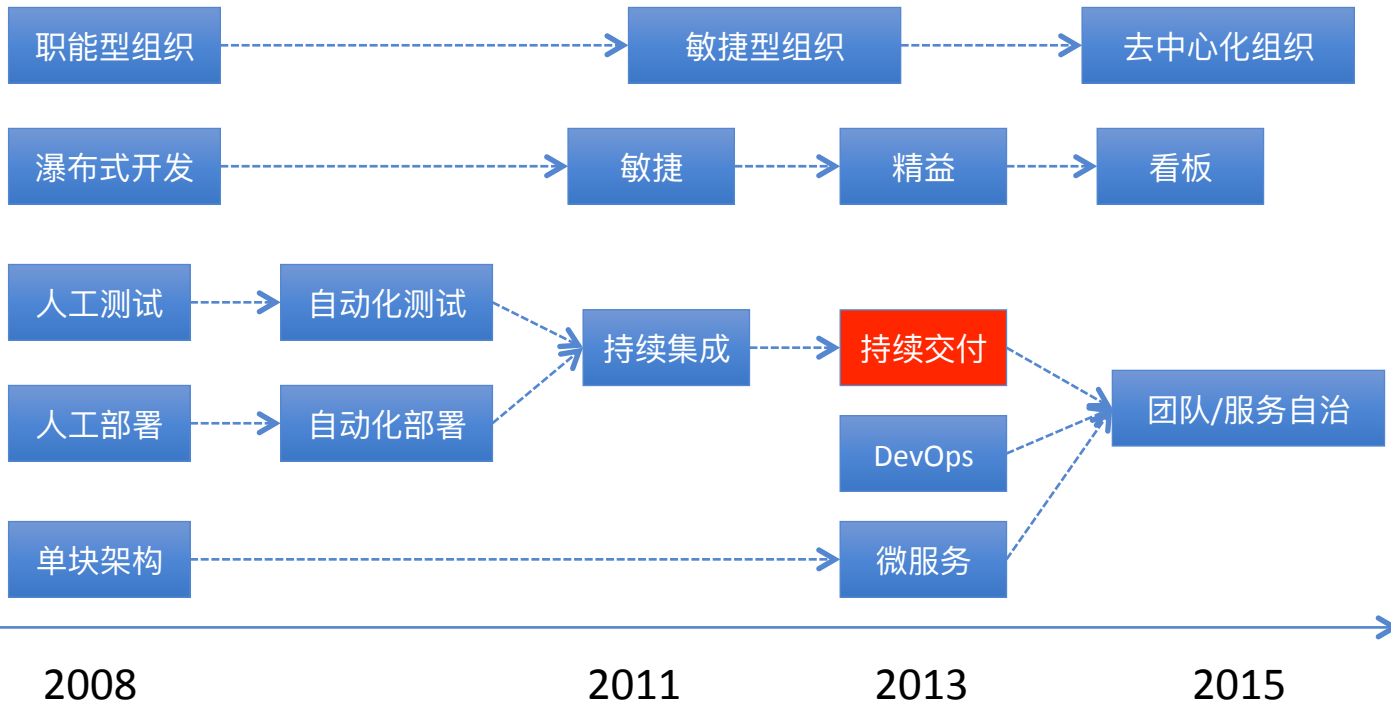 职能型组织
敏捷型组织
去中心化组织
瀑布式开发
敏捷
精益
看板
人工测试
自动化测试
持续集成
持续交付
人工部署
自动化部署
团队/服务自治
DevOps
单块架构
微服务
2008
2011
2013
2015